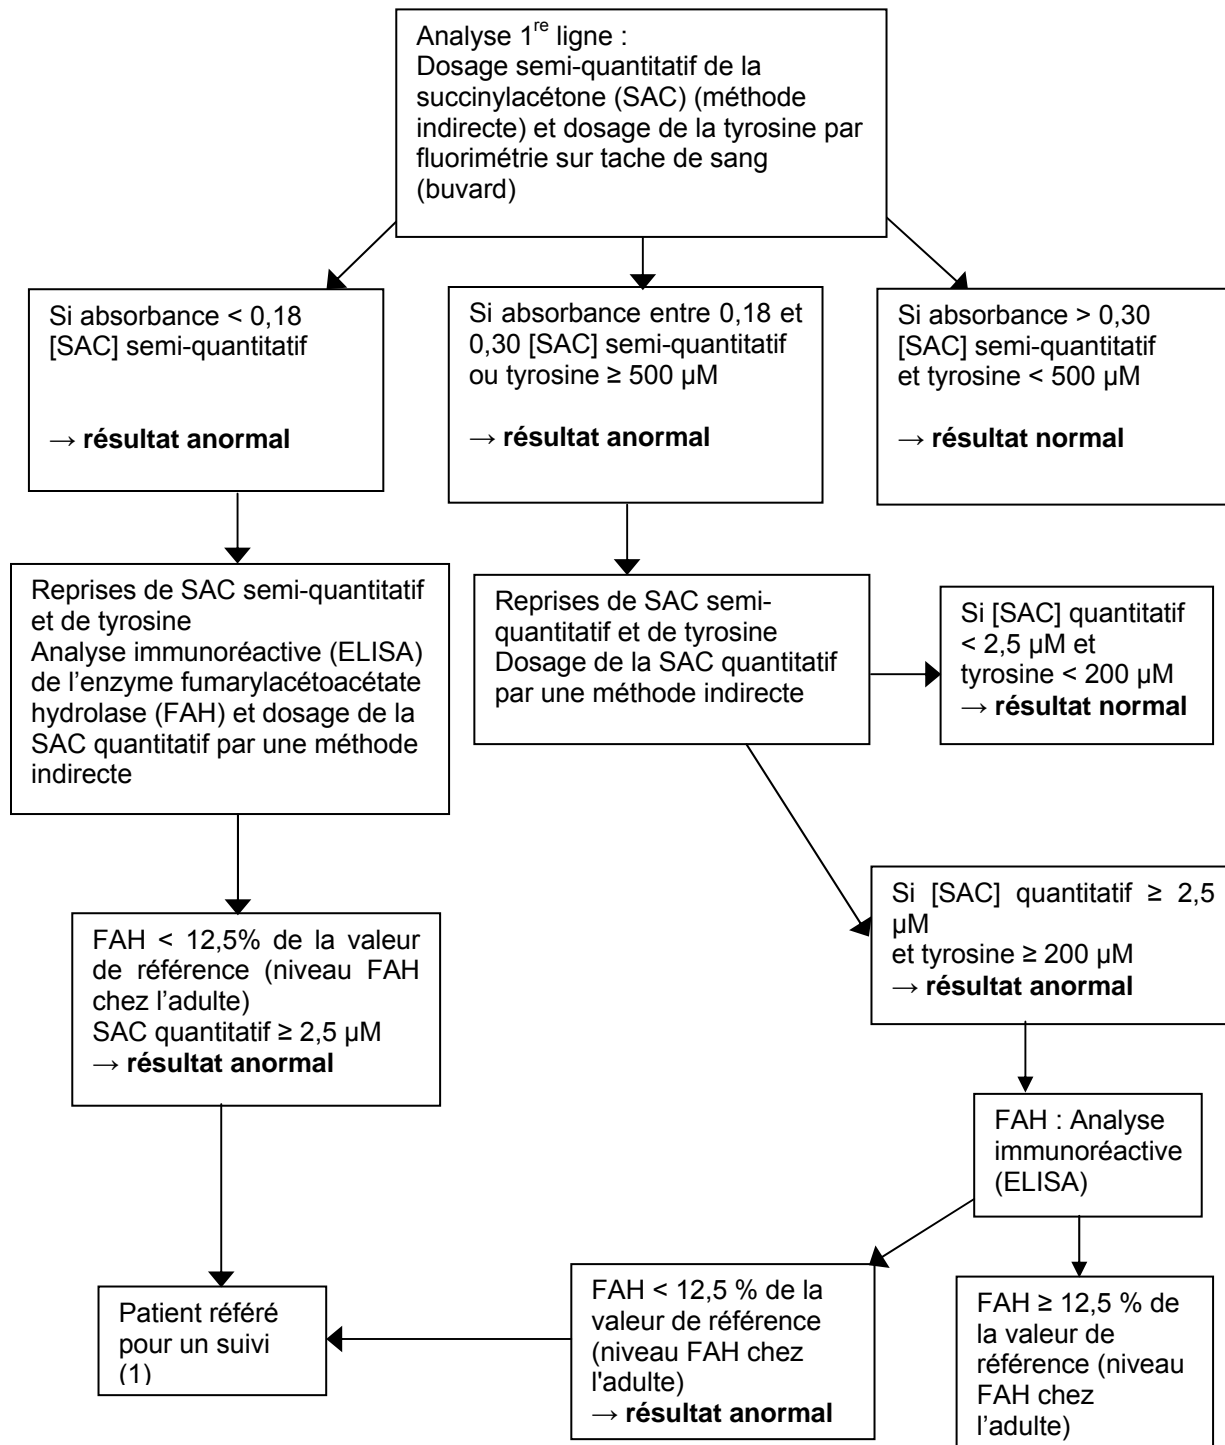 Analyse 1re ligne :
Dosage semi-quantitatif de la
succinylacétone (SAC) (méthode
indirecte) et dosage de la tyrosine par
fluorimétrie sur tache de sang
(buvard)
Si absorbance < 0,18
[SAC] semi-quantitatif
→ résultat anormal
Si absorbance entre 0,18 et
0,30 [SAC] semi-quantitatif
ou tyrosine ≥ 500 µM
→ résultat anormal
Si absorbance > 0,30
[SAC] semi-quantitatif
et tyrosine < 500 µM
→ résultat normal
Reprises de SAC semi-quantitatif
et de tyrosine
Analyse immunoréactive (ELISA)
de l’enzyme fumarylacétoacétate
hydrolase (FAH) et dosage de la
SAC quantitatif par une méthode
indirecte
Reprises de SAC semi-
quantitatif et de tyrosine
Dosage de la SAC quantitatif
par une méthode indirecte
Si [SAC] quantitatif
< 2,5 µM et
tyrosine < 200 µM
→ résultat normal
Si [SAC] quantitatif ≥ 2,5
µM
et tyrosine ≥ 200 µM
→ résultat anormal
FAH < 12,5% de la valeur
de référence (niveau FAH
chez l’adulte)
SAC quantitatif ≥ 2,5 µM
→ résultat anormal
FAH : Analyse
immunoréactive
(ELISA)
Patient référé
pour un suivi
(1)
FAH < 12,5 % de la
valeur de référence
(niveau FAH chez
l'adulte)
→ résultat anormal
FAH ≥ 12,5 % de
la valeur de
référence (niveau
FAH chez
l’adulte)